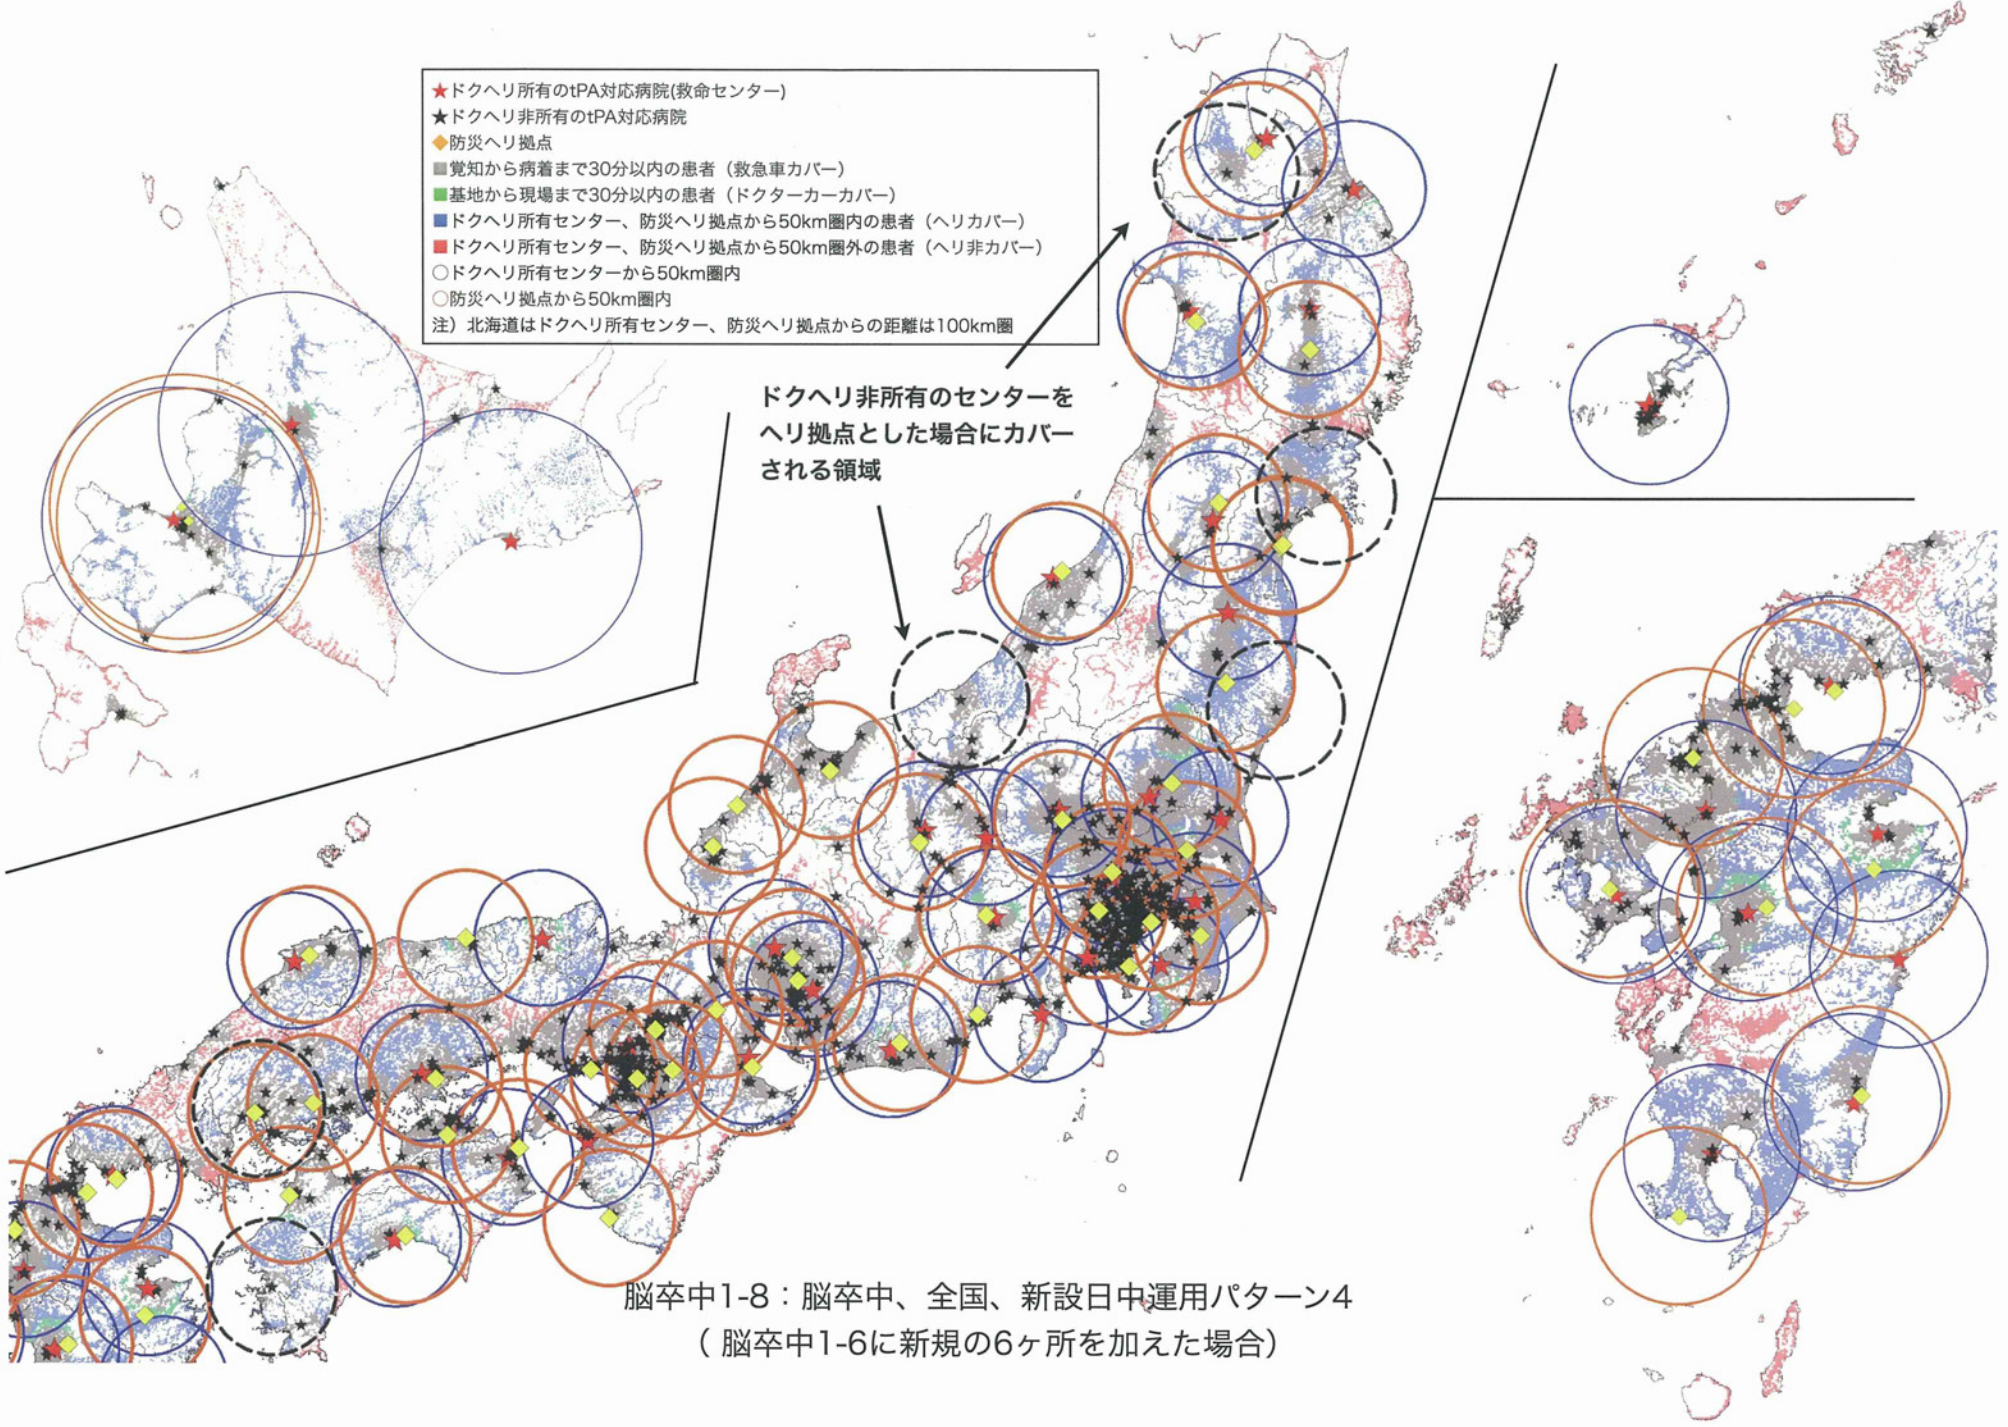 ★ドクヘリ所有のtPA対応病院(救命センター)
★ドクヘリ非所有のtPA対応病院
◆防災ヘリ拠点
■覚知から病着まで30分以内の患者（救急車カバー）
■基地から現場まで30分以内の患者（ドクターカーカバー）
■ドクヘリ所有センター、防災ヘリ拠点から50km圏内の患者（ヘリカバー）
■ドクヘリ所有センター、防災ヘリ拠点から50km圏外の患者（ヘリ非カバー）
○ドクヘリ所有センターから50km圏内
○防災ヘリ拠点から50km圏内
注）北海道はドクヘリ所有センター、防災ヘリ拠点からの距離は100km圏
ドクヘリ非所有のセンターを
ヘリ拠点とした場合にカバー
される領域
脳卒中1-8：脳卒中、全国、新設日中運用パターン4
（ 脳卒中1-6に新規の6ヶ所を加えた場合）